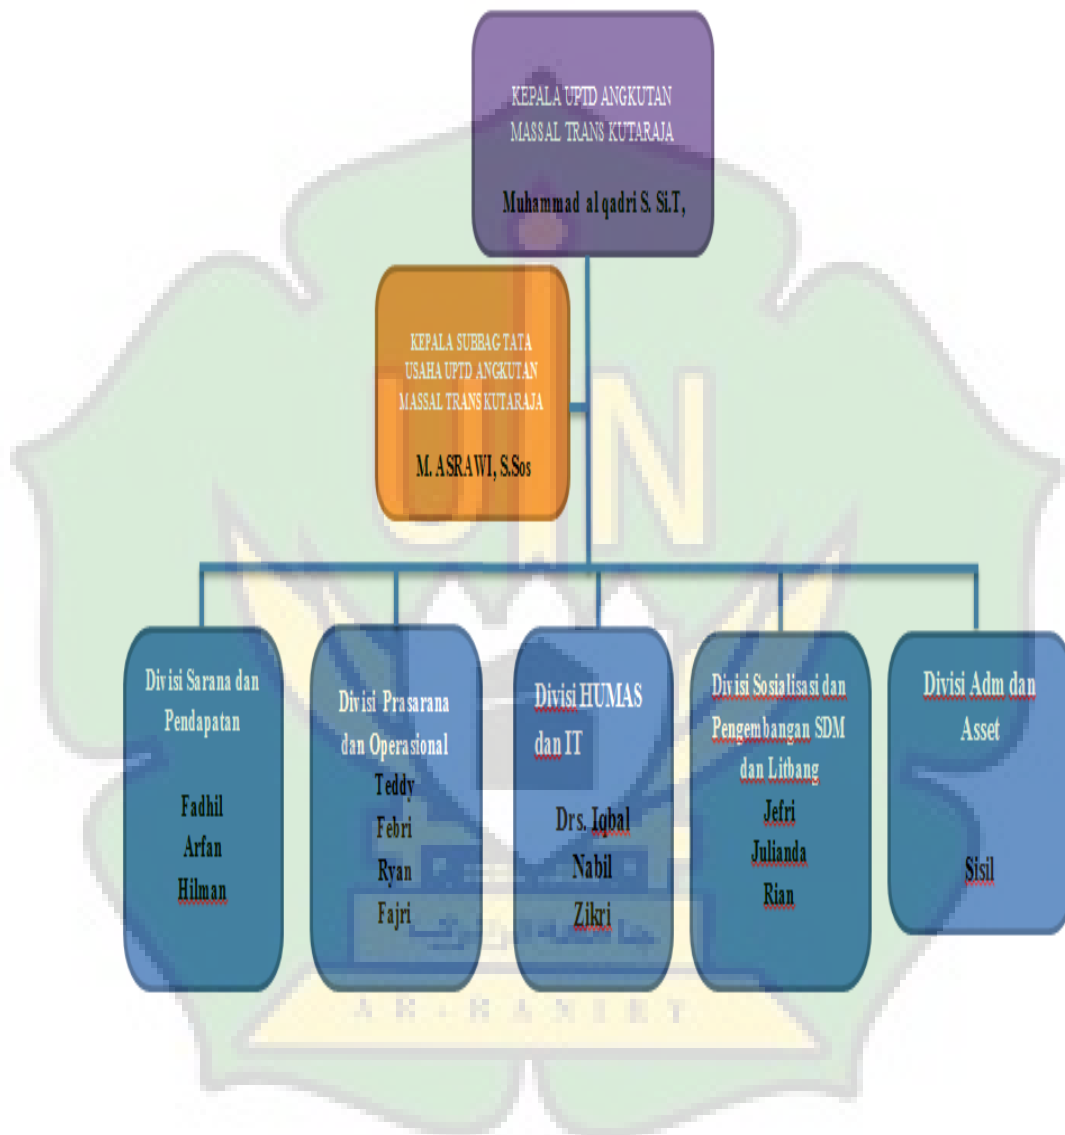 KEPALA UPTD ANGKUTAN
MASSAL TRANS KUTARAJA
Muhammad al qadri S. Si.T,
KEPALA SUBBAG TATA
USAHA UPTD ANGKUTAN
MASSAL TRANS KUTARAJA
M. ASRAWI, S.Sos
Divisi Sarana dan
Pendapatan
Fadhil
Arfan
Hilman
Divisi Prasarana
dan Operasional
Teddy
Febri
Ryan
Fajri
Divisi HUMAS
dan IT
Drs. Iqbal
Nabil
Zikri
Divisi Sosialisasi dan
Pengembangan SDM
dan Litbang
Jefri
Julianda
Rian
Divisi Adm dan
Asset
Sisil
UIN
AR-RANIRY